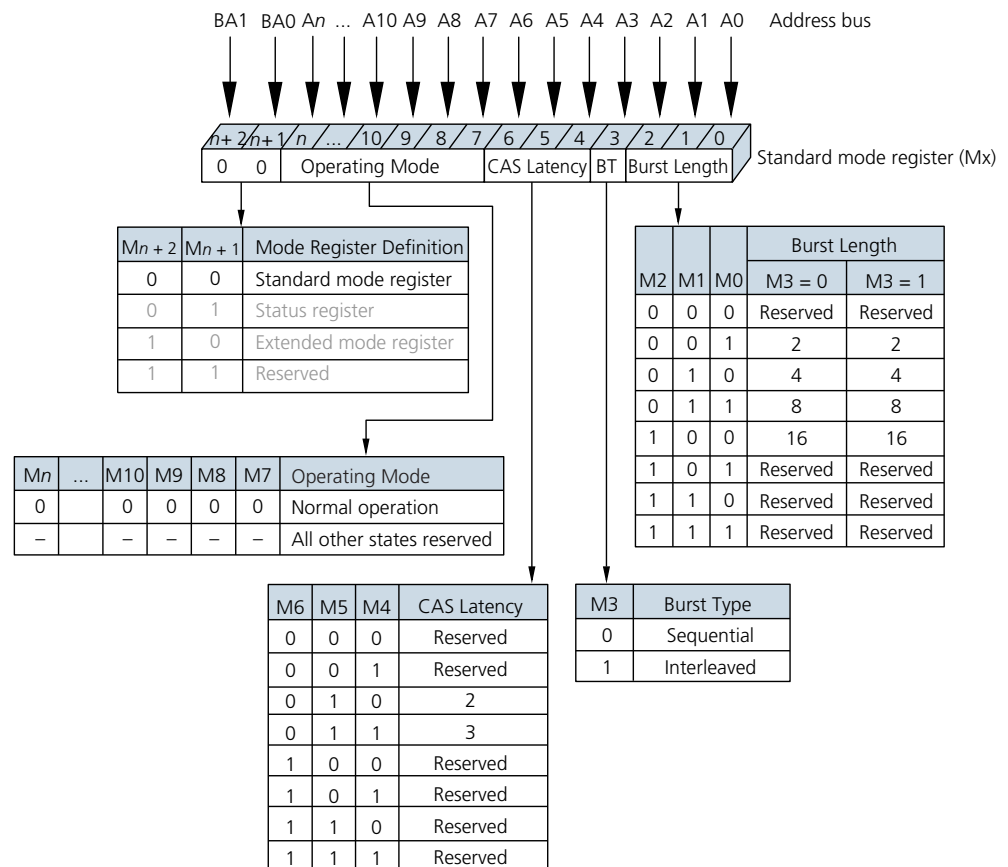 BA1 BA0 An ... A10 A9 A8 A7 A6 A5 A4 A3 A2 A1 A0 Address bus
n + 2 n + 1 n ... 10 9 8 7 6 5 4 3 2 1 0
0 0 Operating Mode CAS Latency BT Burst Length Standard mode register (Mx)
Mn + 2 Mn + 1 Mode Register Definition
0 0 Standard mode register
0 1 Status register
1 0 Extended mode register
1 1 Reserved
Burst Length
M2 M1 M0 M3 = 0 M3 = 1
0 0 0 Reserved Reserved
0 0 1 2 2
0 1 0 4 4
0 1 1 8 8
1 0 0 16 16
1 0 1 Reserved Reserved
1 1 0 Reserved Reserved
1 1 1 Reserved Reserved
Mn ... M10 M9 M8 M7 Operating Mode
0 0 0 0 0 Normal operation
– – – – – All other states reserved
M6 M5 M4 CAS Latency
0 0 0 Reserved
0 0 1 Reserved
0 1 0 2
0 1 1 3
1 0 0 Reserved
1 0 1 Reserved
1 1 0 Reserved
1 1 1 Reserved
M3 Burst Type
0 Sequential
1 Interleaved